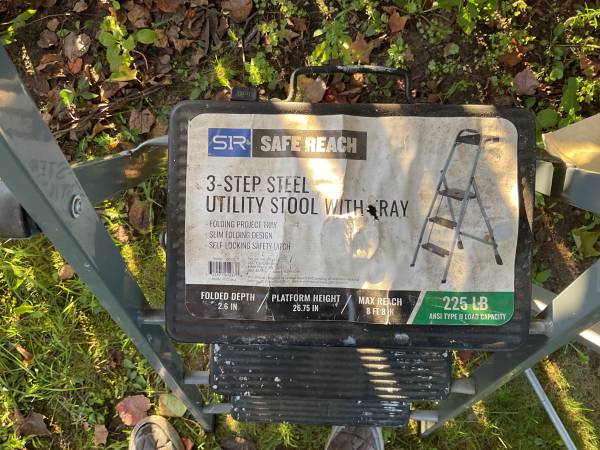 S1R
SAFE REACH
3-STEP STEEL
UTILITY STOOL WITH TRAY
- FOLDING PROJECT TRAY
- SLIM FOLDING DESIGN
- SELF-LOCKING SAFETY LATCH
FOLDED DEPTH
2.6 IN
PLATFORM HEIGHT
26.75 IN
MAX REACH
8 FT 8 IN
225 LB
ANSI TYPE II LOAD CAPACITY